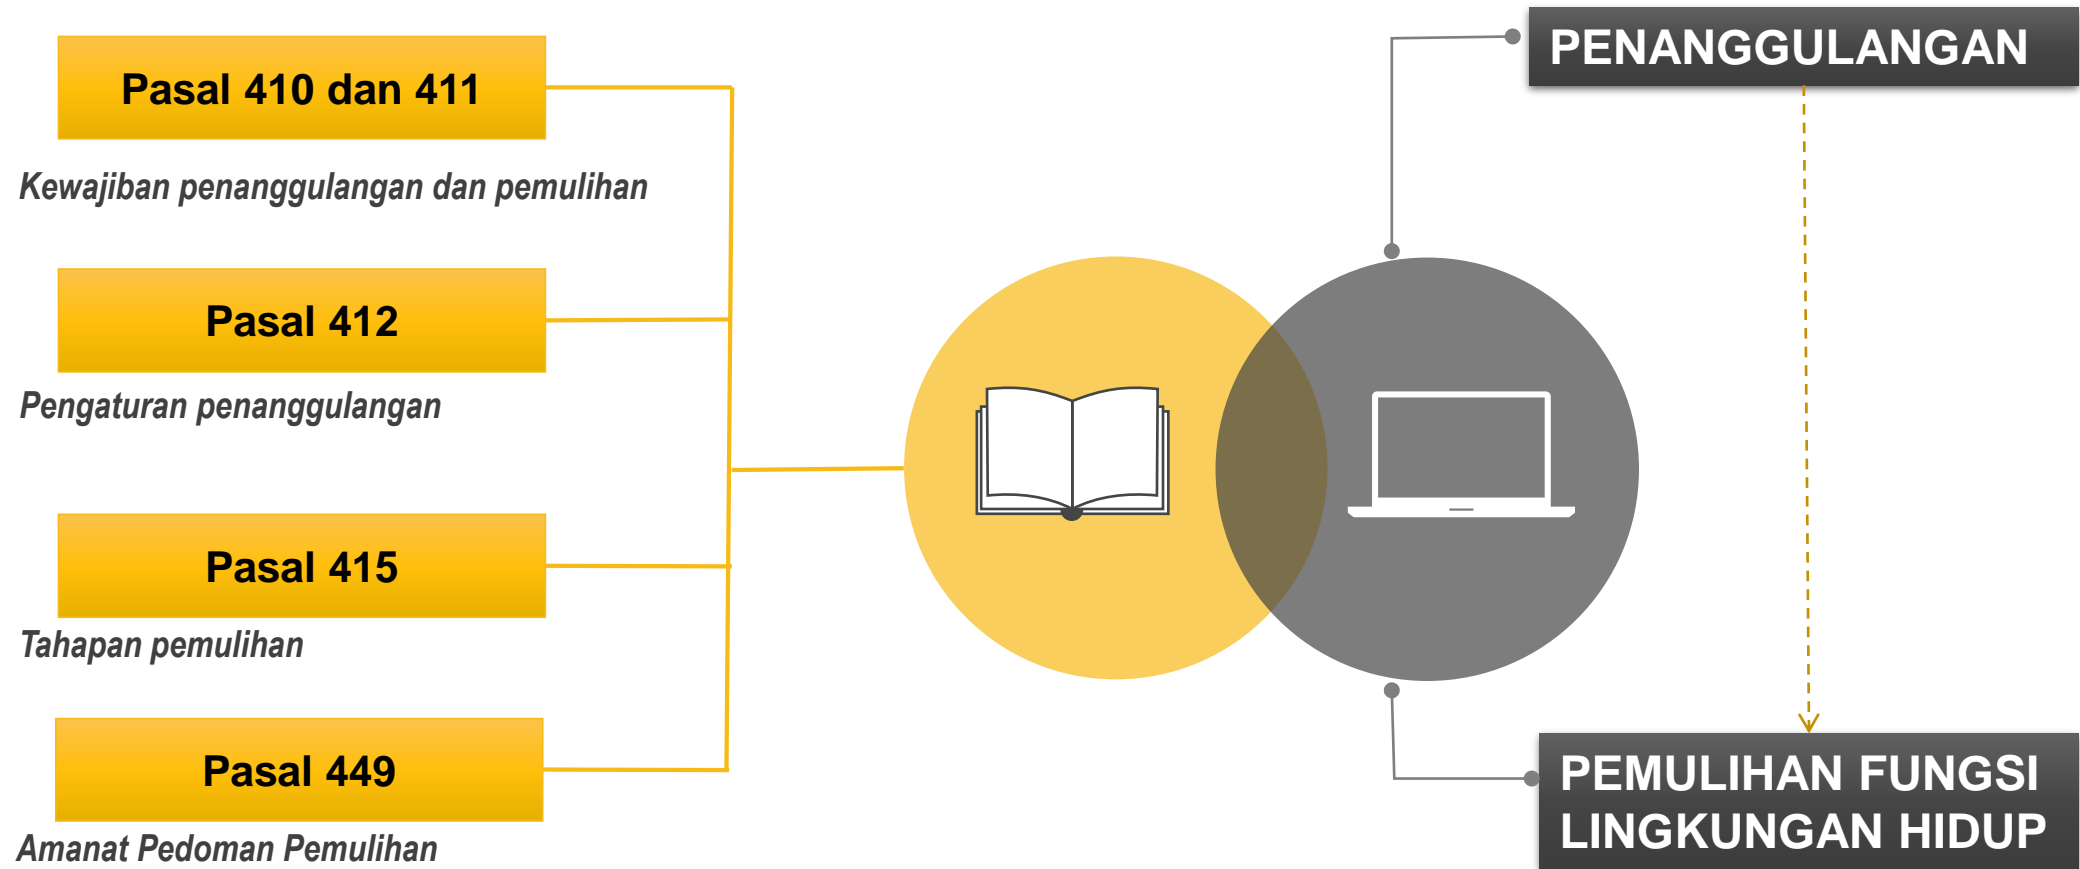 Pasal 410 dan 411
Kewajiban penanggulangan dan pemulihan
Pasal 412
Pengaturan penanggulangan
Pasal 415
Tahapan pemulihan
Pasal 449
Amanat Pedoman Pemulihan
PENANGGULANGAN
PEMULIHAN FUNGSI
LINGKUNGAN HIDUP